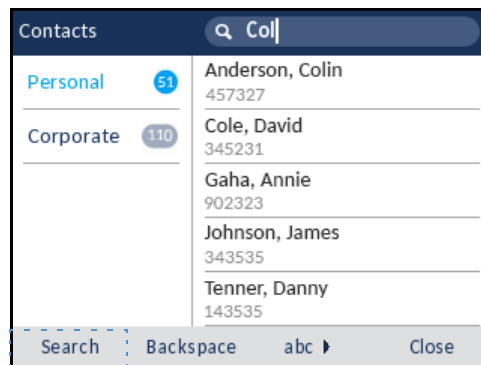 Contacts Col
Personal 51
Corporate 110
Anderson, Colin
457327
Cole, David
345231
Gaha, Annie
902323
Johnson, James
343535
Tenner, Danny
143535
Search Backspace abc Close